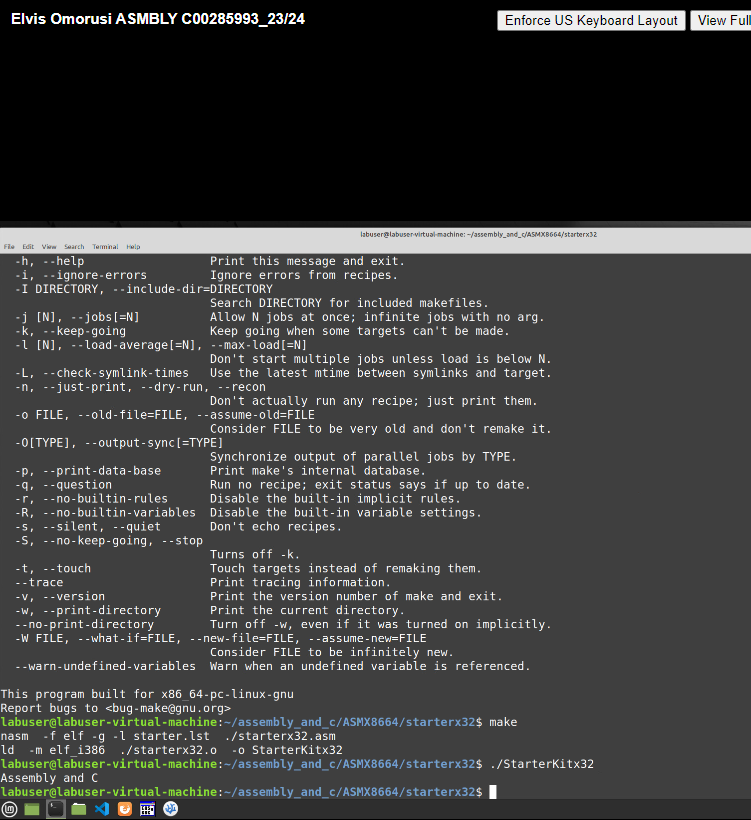 Elvis Omorusi ASMBLY C00285993_23/24
Enforce US Keyboard Layout
View Full
labuser@labuser-virtual-machine: ~/assembly_and_c/ASMX8664/starterx32
File Edit View Search Terminal Help
-h, --help Print this message and exit.
-i, --ignore-errors Ignore errors from recipes.
-I DIRECTORY, --include-dir=DIRECTORY
Search DIRECTORY for included makefiles.
-j [N], --jobs[=N] Allow N jobs at once; infinite jobs with no arg.
-k, --keep-going Keep going when some targets can't be made.
-l [N], --load-average[=N], --max-load[=N]
Don't start multiple jobs unless load is below N.
-L, --check-symlink-times Use the latest mtime between symlinks and target.
-n, --just-print, --dry-run, --recon
Don't actually run any recipe; just print them.
-o FILE, --old-file=FILE, --assume-old=FILE
Consider FILE to be very old and don't remake it.
-O[TYPE], --output-sync[=TYPE]
Synchronize output of parallel jobs by TYPE.
-p, --print-data-base Print make's internal database.
-q, --question Run no recipe; exit status says if up to date.
-r, --no-builtin-rules Disable the built-in implicit rules.
-R, --no-builtin-variables Disable the built-in variable settings.
-s, --silent, --quiet Don't echo recipes.
-S, --no-keep-going, --stop
Turns off -k.
-t, --touch Touch targets instead of remaking them.
--trace Print tracing information.
-v, --version Print the version number of make and exit.
-w, --print-directory Print the current directory.
--no-print-directory Turn off -w, even if it was turned on implicitly.
-W FILE, --what-if=FILE, --new-file=FILE, --assume-new=FILE
Consider FILE to be infinitely new.
--warn-undefined-variables Warn when an undefined variable is referenced.
This program built for x86_64-pc-linux-gnu
Report bugs to <bug-make@gnu.org>
labuser@labuser-virtual-machine:~/assembly_and_c/ASMX8664/starterx32$ make
nasm -f elf -g -l starter.lst ./starterx32.asm
ld -m elf_i386 ./starterx32.o -o StarterKitx32
labuser@labuser-virtual-machine:~/assembly_and_c/ASMX8664/starterx32$ ./StarterKitx32
Assembly and C
labuser@labuser-virtual-machine:~/assembly_and_c/ASMX8664/starterx32$